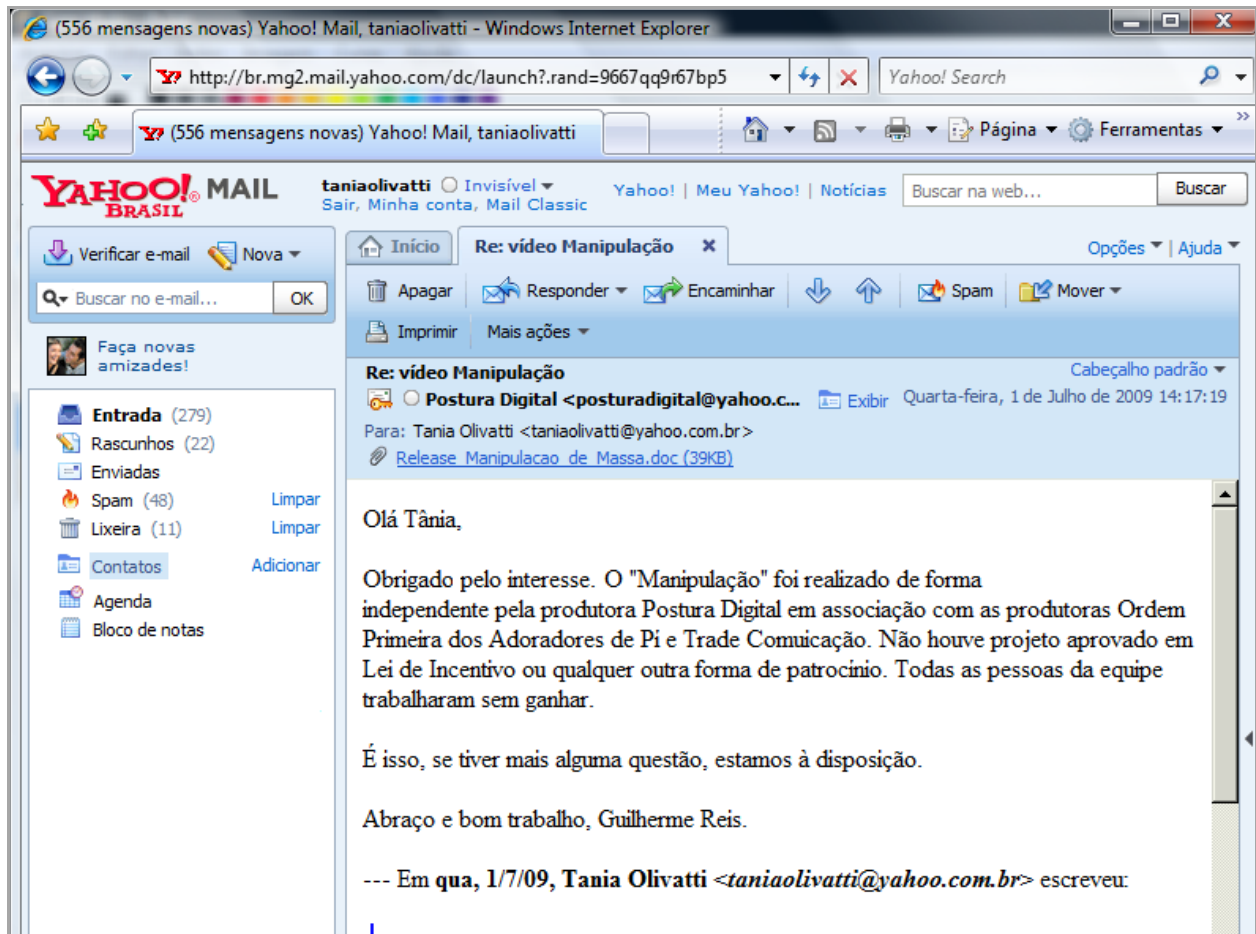 (556 mensagens novas) Yahoo! Mail, taniaolivatti - Windows Internet Explorer
http://br.mg2.mail.yahoo.com/dc/launch?.rand=9667qq9r67bp5
Yahoo! Search
(556 mensagens novas) Yahoo! Mail, taniaolivatti
Página
Ferramentas
YAHOO! MAIL
BRASIL
taniaolivatti Invisível
Sair, Minha conta, Mail Classic
Yahoo! | Meu Yahoo! | Notícias
Buscar na web...
Buscar
Verificar e-mail
Nova
Buscar no e-mail...
OK
Faça novas
amizades!
Entrada (279)
Rascunhos (22)
Enviadas
Spam (48) Limpar
Lixeira (11) Limpar
Contatos Adicionar
Agenda
Bloco de notas
Início
Re: vídeo Manipulação
Opções | Ajuda
Apagar Responder Encaminhar Spam Mover
Imprimir Mais ações
Re: vídeo Manipulação Cabeçalho padrão
Postura Digital <posturadigital@yahoo.c... Exibir Quarta-feira, 1 de Julho de 2009 14:17:19
Para: Tania Olivatti <taniaolivatti@yahoo.com.br>
Release_Manipulacao_de_Massa.doc (39KB)
Olá Tânia,
Obrigado pelo interesse. O "Manipulação" foi realizado de forma
independente pela produtora Postura Digital em associação com as produtoras Ordem
Primeira dos Adoradores de Pi e Trade Comuicação. Não houve projeto aprovado em
Lei de Incentivo ou qualquer outra forma de patrocínio. Todas as pessoas da equipe
trabalharam sem ganhar.
É isso, se tiver mais alguma questão, estamos à disposição.
Abraço e bom trabalho, Guilherme Reis.
--- Em qua, 1/7/09, Tania Olivatti <taniaolivatti@yahoo.com.br> escreveu: